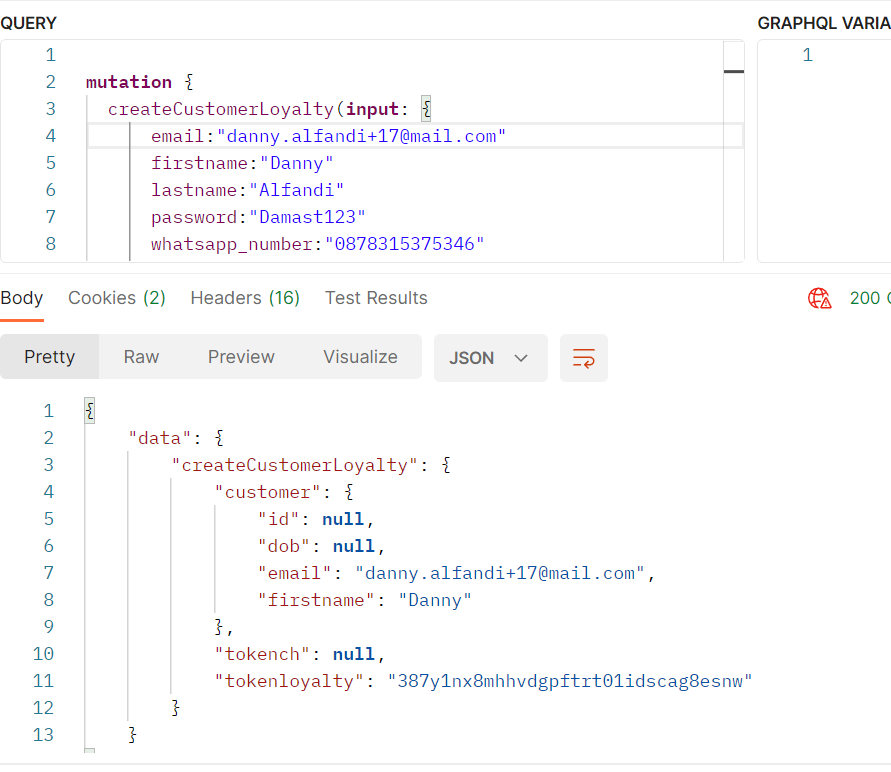 QUERY
GRAPHQL VARIA
1
1
2 mutation {
3 createCustomerLoyalty(input: {
4 email:"danny.alfandi+17@mail.com"
5 firstname:"Danny"
6 lastname:"Alfandi"
7 password:"Damast123"
8 whatsapp_number:"0878315375346"
Body Cookies (2) Headers (16) Test Results 200
Pretty Raw Preview Visualize JSON
1 {
2 "data": {
3 "createCustomerLoyalty": {
4 "customer": {
5 "id": null,
6 "dob": null,
7 "email": "danny.alfandi+17@mail.com",
8 "firstname": "Danny"
9 },
10 "tokench": null,
11 "tokenloyalty": "387y1nx8mhhvdgpftrt01idscag8esnw"
12 }
13 }